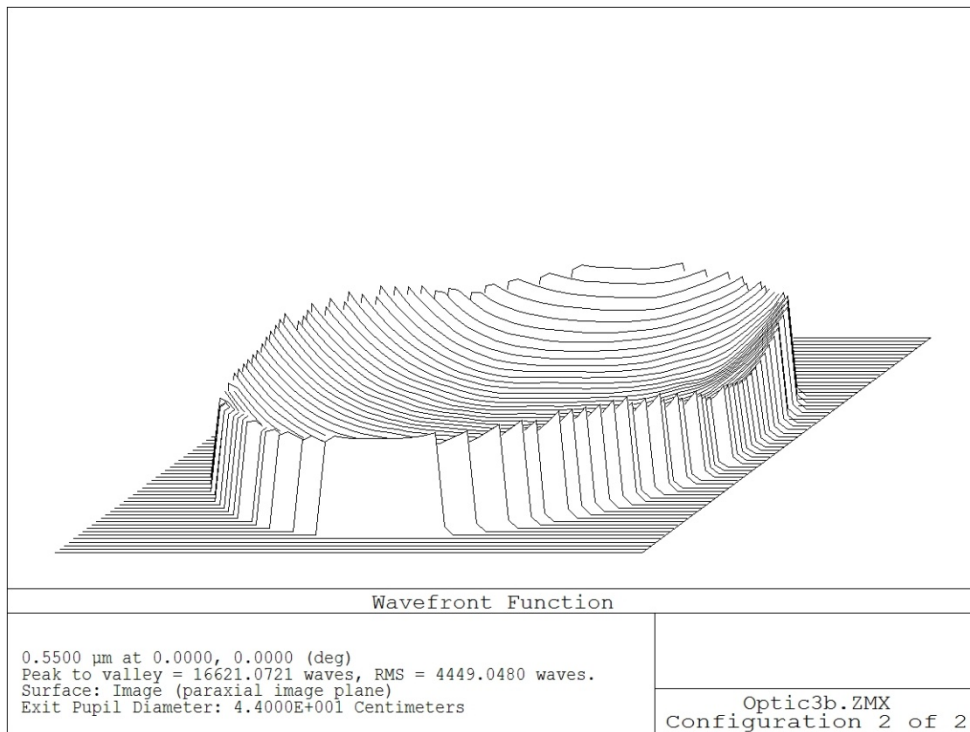 Wavefront Function
0.5500 µm at 0.0000, 0.0000 (deg)
Peak to valley = 16621.0721 waves, RMS = 4449.0480 waves.
Surface: Image (paraxial image plane)
Exit Pupil Diameter: 4.4000E+001 Centimeters
Optic3b.ZMX
Configuration 2 of 2